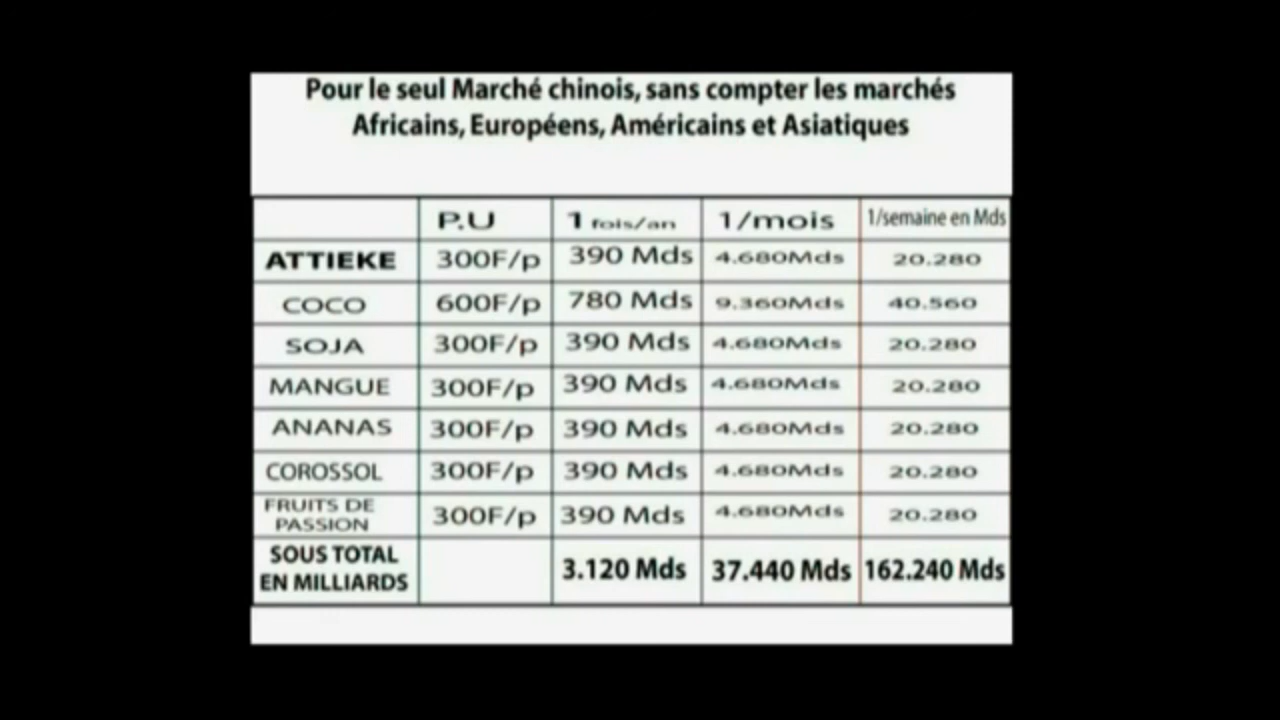 Pour le seul Marché chinois, sans compter les marchés
Africains, Européens, Américains et Asiatiques
P.U 1 fois/an 1/mois 1/semaine en Mds
ATTIEKE 300F/p 390 Mds 4.680Mds 20.280
COCO 600F/p 780 Mds 9.360Mds 40.560
SOJA 300F/p 390 Mds 4.680Mds 20.280
MANGUE 300F/p 390 Mds 4.680Mds 20.280
ANANAS 300F/p 390 Mds 4.680Mds 20.280
COROSSOL 300F/p 390 Mds 4.680Mds 20.280
FRUITS DE
PASSION 300F/p 390 Mds 4.680Mds 20.280
SOUS TOTAL
EN MILLIARDS 3.120 Mds 37.440 Mds 162.240 Mds